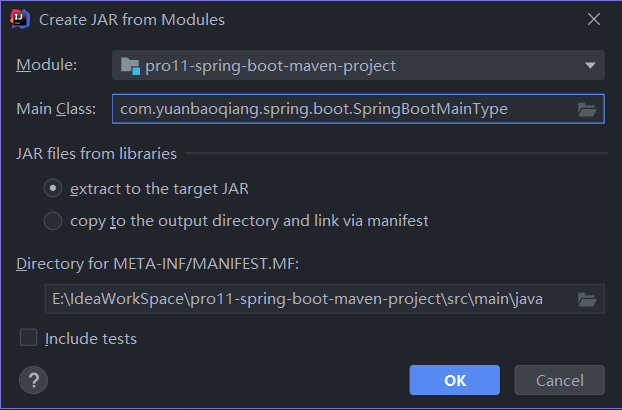 Create JAR from Modules
Module: pro11-spring-boot-maven-project
Main Class: com.yuanbaoqiang.spring.boot.SpringBootMainType
JAR files from libraries
extract to the target JAR
copy to the output directory and link via manifest
Directory for META-INF/MANIFEST.MF:
E:\IdeaWorkSpace\pro11-spring-boot-maven-project\src\main\java
Include tests
? OK Cancel